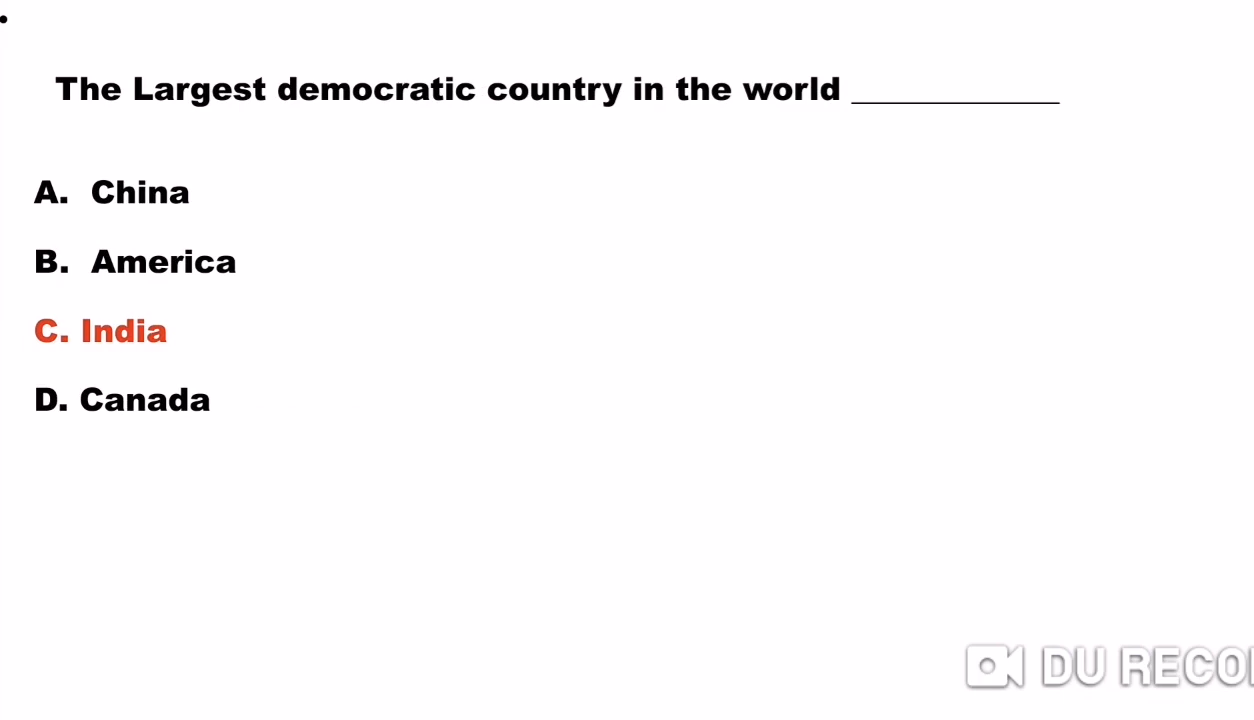 The Largest democratic country in the world ____________
A. China
B. America
C. India
D. Canada
DU RECO